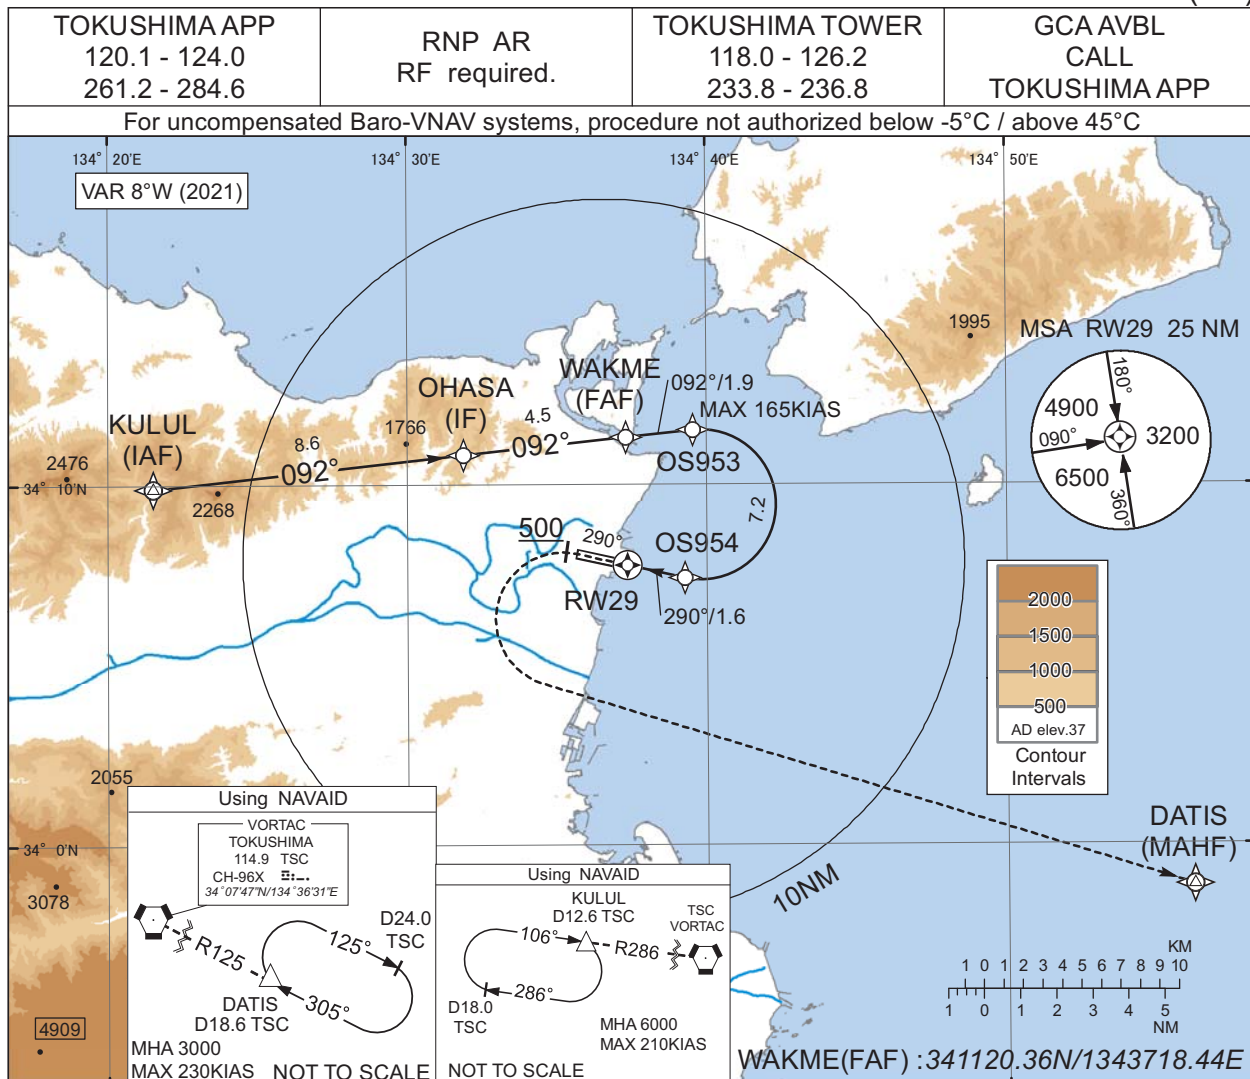 TOKUSHIMA APP
120.1 - 124.0
261.2 - 284.6
RNP AR
RF required.
TOKUSHIMA TOWER
118.0 - 126.2
233.8 - 236.8
GCA AVBL
CALL
TOKUSHIMA APP
For uncompensated Baro-VNAV systems, procedure not authorized below -5°C / above 45°C
134° 20'E
134° 30'E
134° 40'E
134° 50'E
VAR 8°W (2021)
1995
MSA RW29 25 NM
180°
4900
090°
3200
6500
360°
WAKME
(FAF)
092°/1.9
MAX 165KIAS
OHASA
(IF)
4.5
KULUL
(IAF)
8.6
1766
092°
092°
OS953
2476
34° 10'N
2268
7.2
500
290°
OS954
RW29
290°/1.6
2000
1500
1000
500
AD elev.37
Contour
Intervals
2055
34° 0'N
3078
4909
DATIS
(MAHF)
10NM
Using NAVAID
VORTAC
TOKUSHIMA
114.9 TSC
CH-96X
34°07'47"N/134°36'31"E
D24.0
TSC
125°
R125
305°
DATIS
D18.6 TSC
MHA 3000
MAX 230KIAS
NOT TO SCALE
Using NAVAID
KULUL
D12.6 TSC
TSC
VORTAC
106°
R286
286°
D18.0
TSC
MHA 6000
MAX 210KIAS
NOT TO SCALE
KM
1 0 1 2 3 4 5 6 7 8 9 10
1 0 1 2 3 4 5
NM
WAKME(FAF) :341120.36N/1343718.44E